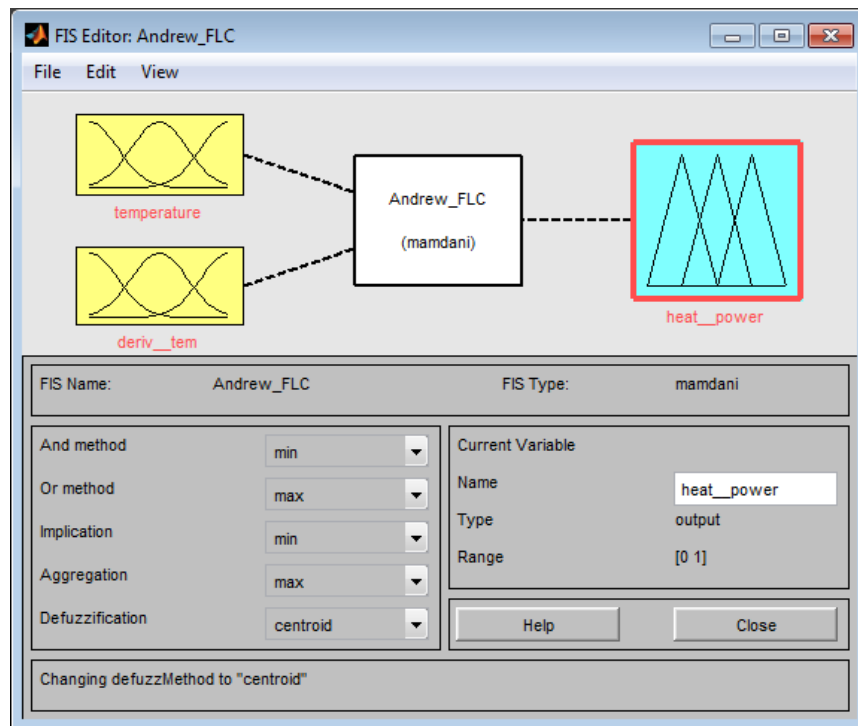 FIS Editor: Andrew_FLC
File Edit View
temperature
deriv__tem
Andrew_FLC
(mamdani)
heat__power
FIS Name: Andrew_FLC FIS Type: mamdani
And method min
Or method max
Implication min
Aggregation max
Defuzzification centroid
Current Variable
Name heat__power
Type output
Range [0 1]
Help Close
Changing defuzzMethod to "centroid"